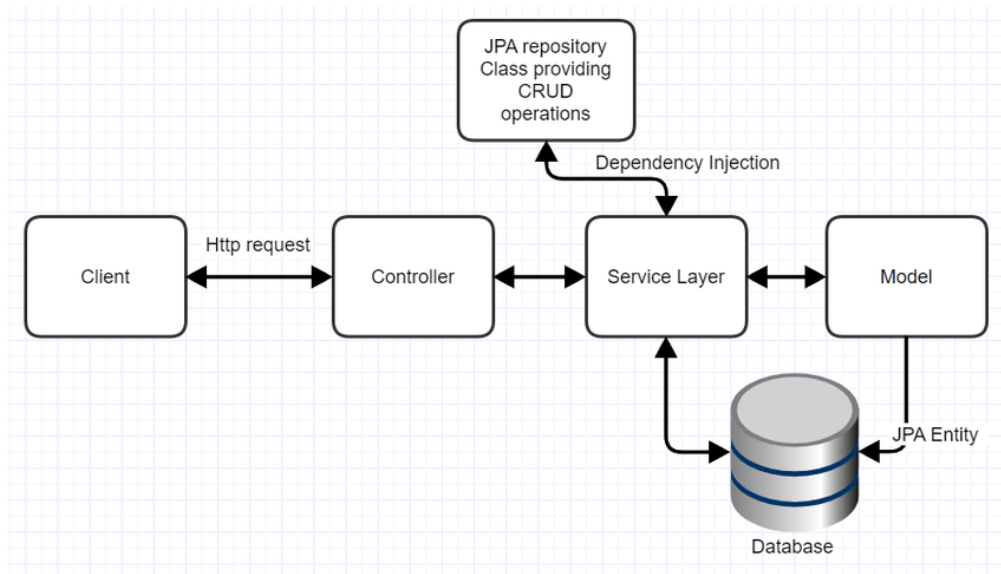 JPA repository
Class providing
CRUD
operations
Dependency Injection
Http request
Client
Controller
Service Layer
Model
JPA Entity
Database